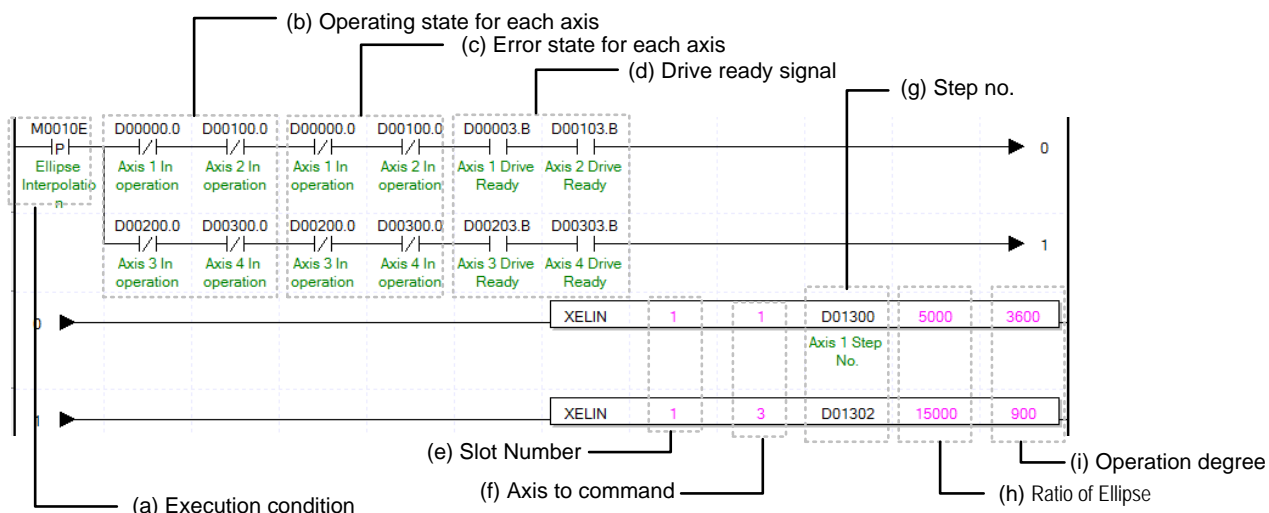 (b) Operating state for each axis
(c) Error state for each axis
(d) Drive ready signal
(g) Step no.
M0010E D00000.0 D00100.0 D00000.0 D00100.0 D00003.B D00103.B
P
0
Ellipse Axis 1 In Axis 2 In Axis 1 In Axis 2 In Axis 1 Drive Axis 2 Drive
Interpolatio operation operation operation operation Ready Ready
n
D00200.0 D00300.0 D00200.0 D00300.0 D00203.B D00303.B
1
Axis 3 In Axis 4 In Axis 3 In Axis 4 In Axis 3 Drive Axis 4 Drive
operation operation operation operation Ready Ready
0 XELIN 1 1 D01300 5000 3600
Axis 1 Step
No.
1 XELIN 1 3 D01302 15000 900
(e) Slot Number
(i) Operation degree
(f) Axis to command
(h) Ratio of Ellipse
(a) Execution condition